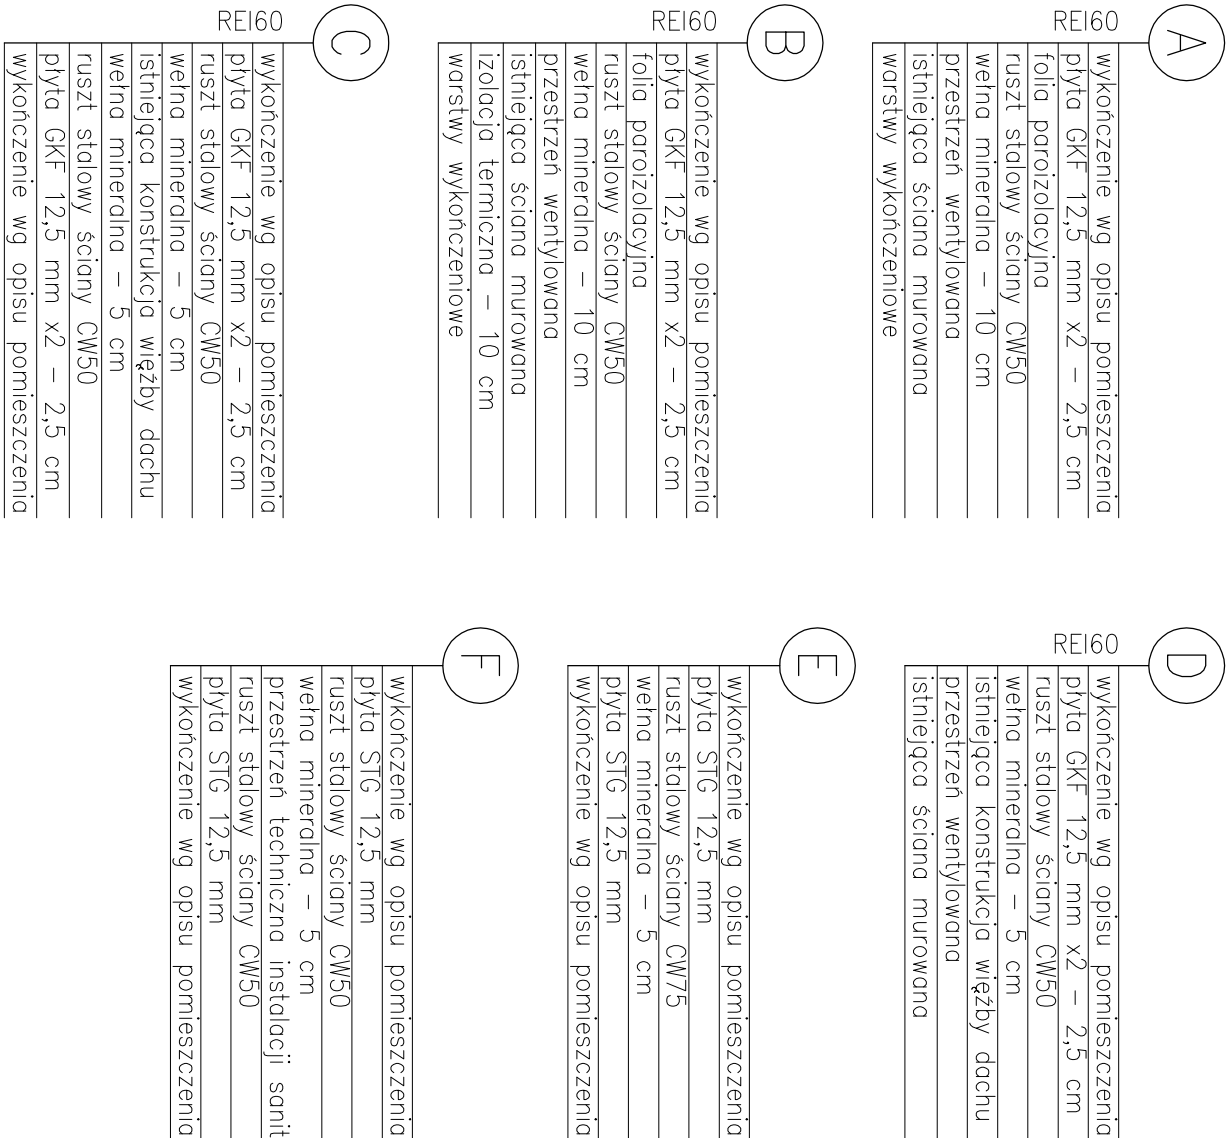 A
REI60
wykończenie wg opisu pomieszczenia
płyta GKF 12,5 mm x2 – 2,5 cm
folia paroizolacyjna
ruszt stalowy ściany CW50
wełna mineralna – 10 cm
przestrzeń wentylowana
istniejąca ściana murowana
warstwy wykończeniowe
B
REI60
wykończenie wg opisu pomieszczenia
płyta GKF 12,5 mm x2 – 2,5 cm
folia paroizolacyjna
ruszt stalowy ściany CW50
wełna mineralna – 10 cm
przestrzeń wentylowana
istniejąca ściana murowana
izolacja termiczna – 10 cm
warstwy wykończeniowe
C
REI60
wykończenie wg opisu pomieszczenia
płyta GKF 12,5 mm x2 – 2,5 cm
ruszt stalowy ściany CW50
wełna mineralna – 5 cm
istniejąca konstrukcja więźby dachu
wełna mineralna – 5 cm
ruszt stalowy ściany CW50
płyta GKF 12,5 mm x2 – 2,5 cm
wykończenie wg opisu pomieszczenia
D
REI60
wykończenie wg opisu pomieszczenia
płyta GKF 12,5 mm x2 – 2,5 cm
ruszt stalowy ściany CW50
wełna mineralna – 5 cm
istniejąca konstrukcja więźby dachu
przestrzeń wentylowana
istniejąca ściana murowana
E
wykończenie wg opisu pomieszczenia
płyta STG 12,5 mm
ruszt stalowy ściany CW75
wełna mineralna – 5 cm
płyta STG 12,5 mm
wykończenie wg opisu pomieszczenia
F
wykończenie wg opisu pomieszczenia
płyta STG 12,5 mm
ruszt stalowy ściany CW50
wełna mineralna – 5 cm
przestrzeń techniczna instalacji sanit
ruszt stalowy ściany CW50
płyta STG 12,5 mm
wykończenie wg opisu pomieszczenia